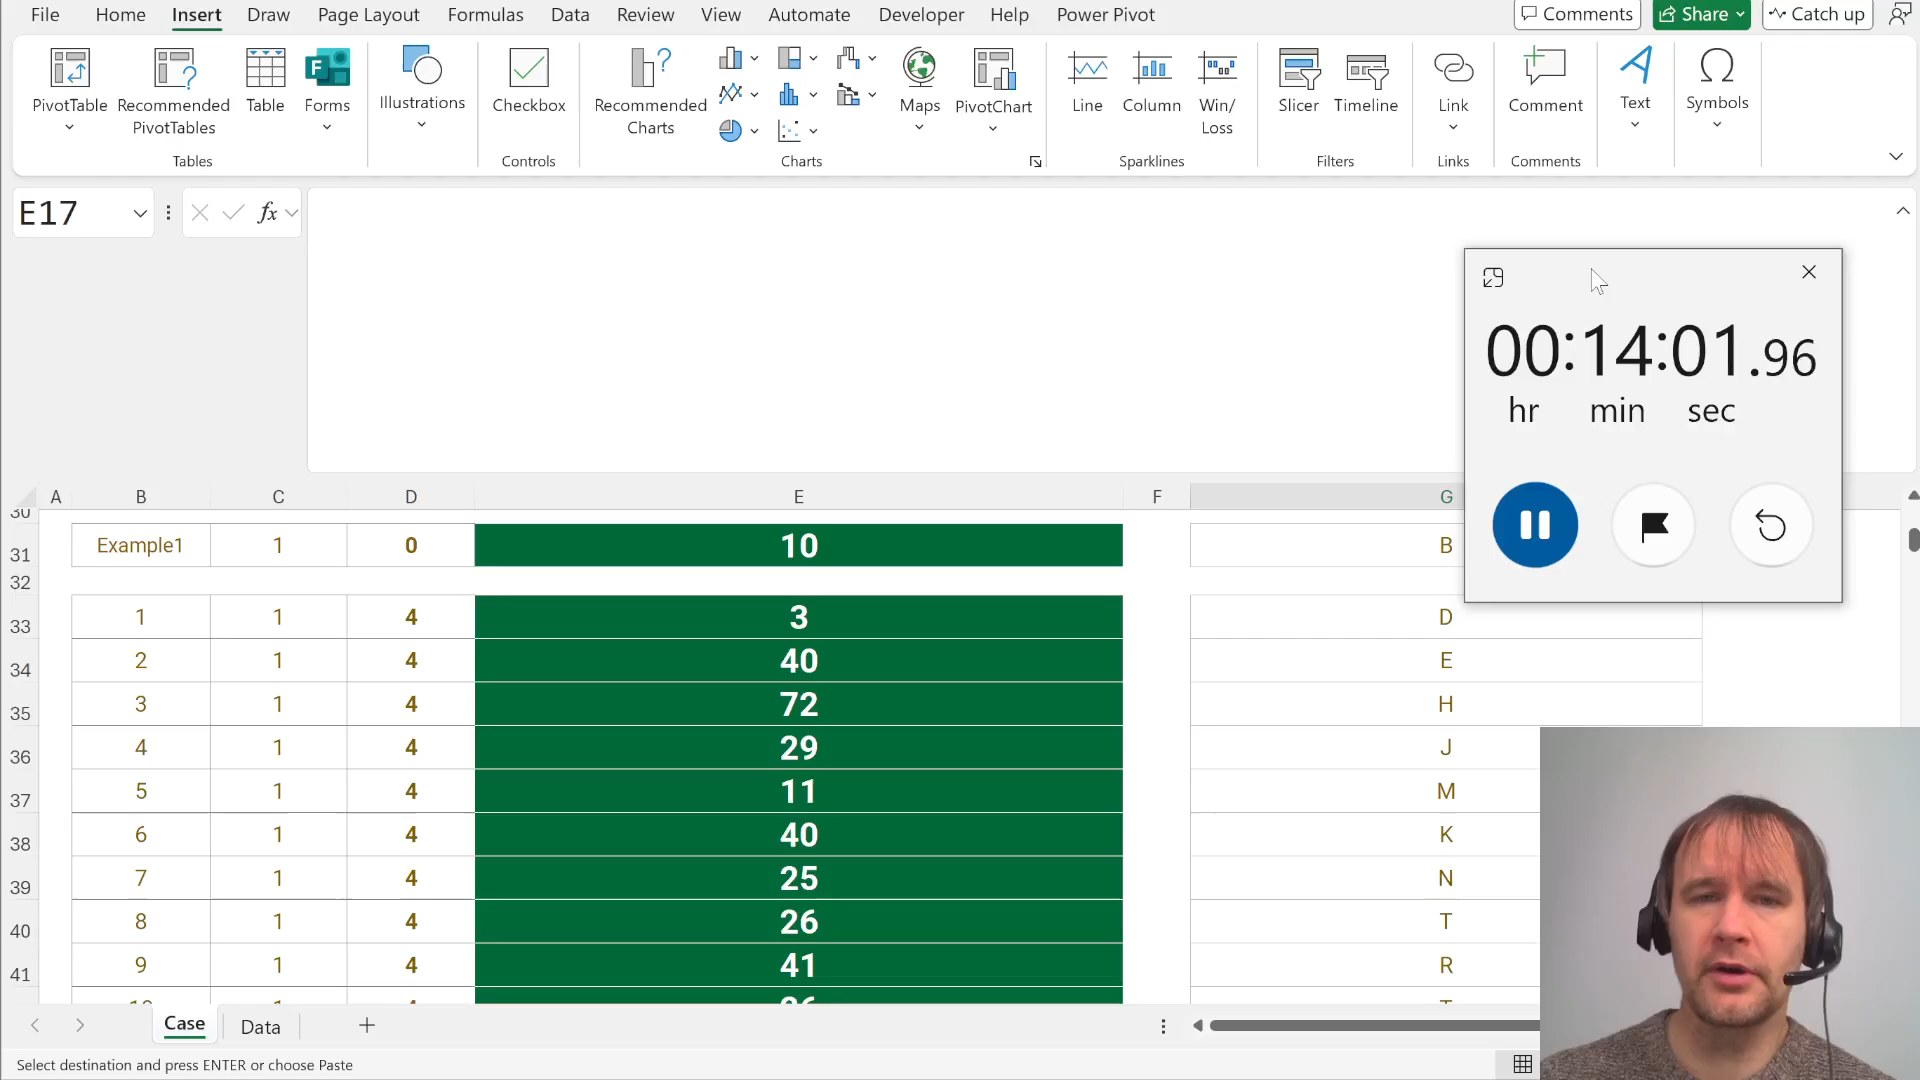 File Home Insert Draw Page Layout Formulas Data Review View Automate Developer Help Power Pivot Comments Share Catch up
PivotTable Recommended PivotTables Table Forms Illustrations Checkbox Recommended Charts Maps PivotChart Line Column Win/Loss Slicer Timeline Link Comment Text Symbols
Tables Controls Charts Sparklines Filters Links Comments
E17 fx
00:14:01.96
hr min sec
A B C D E F G
30
31 Example1 1 0 10 B
32
33 1 1 4 3 D
34 2 1 4 40 E
35 3 1 4 72 H
36 4 1 4 29 J
37 5 1 4 11 M
38 6 1 4 40 K
39 7 1 4 25 N
40 8 1 4 26 T
41 9 1 4 41 R
Case Data
Select destination and press ENTER or choose Paste